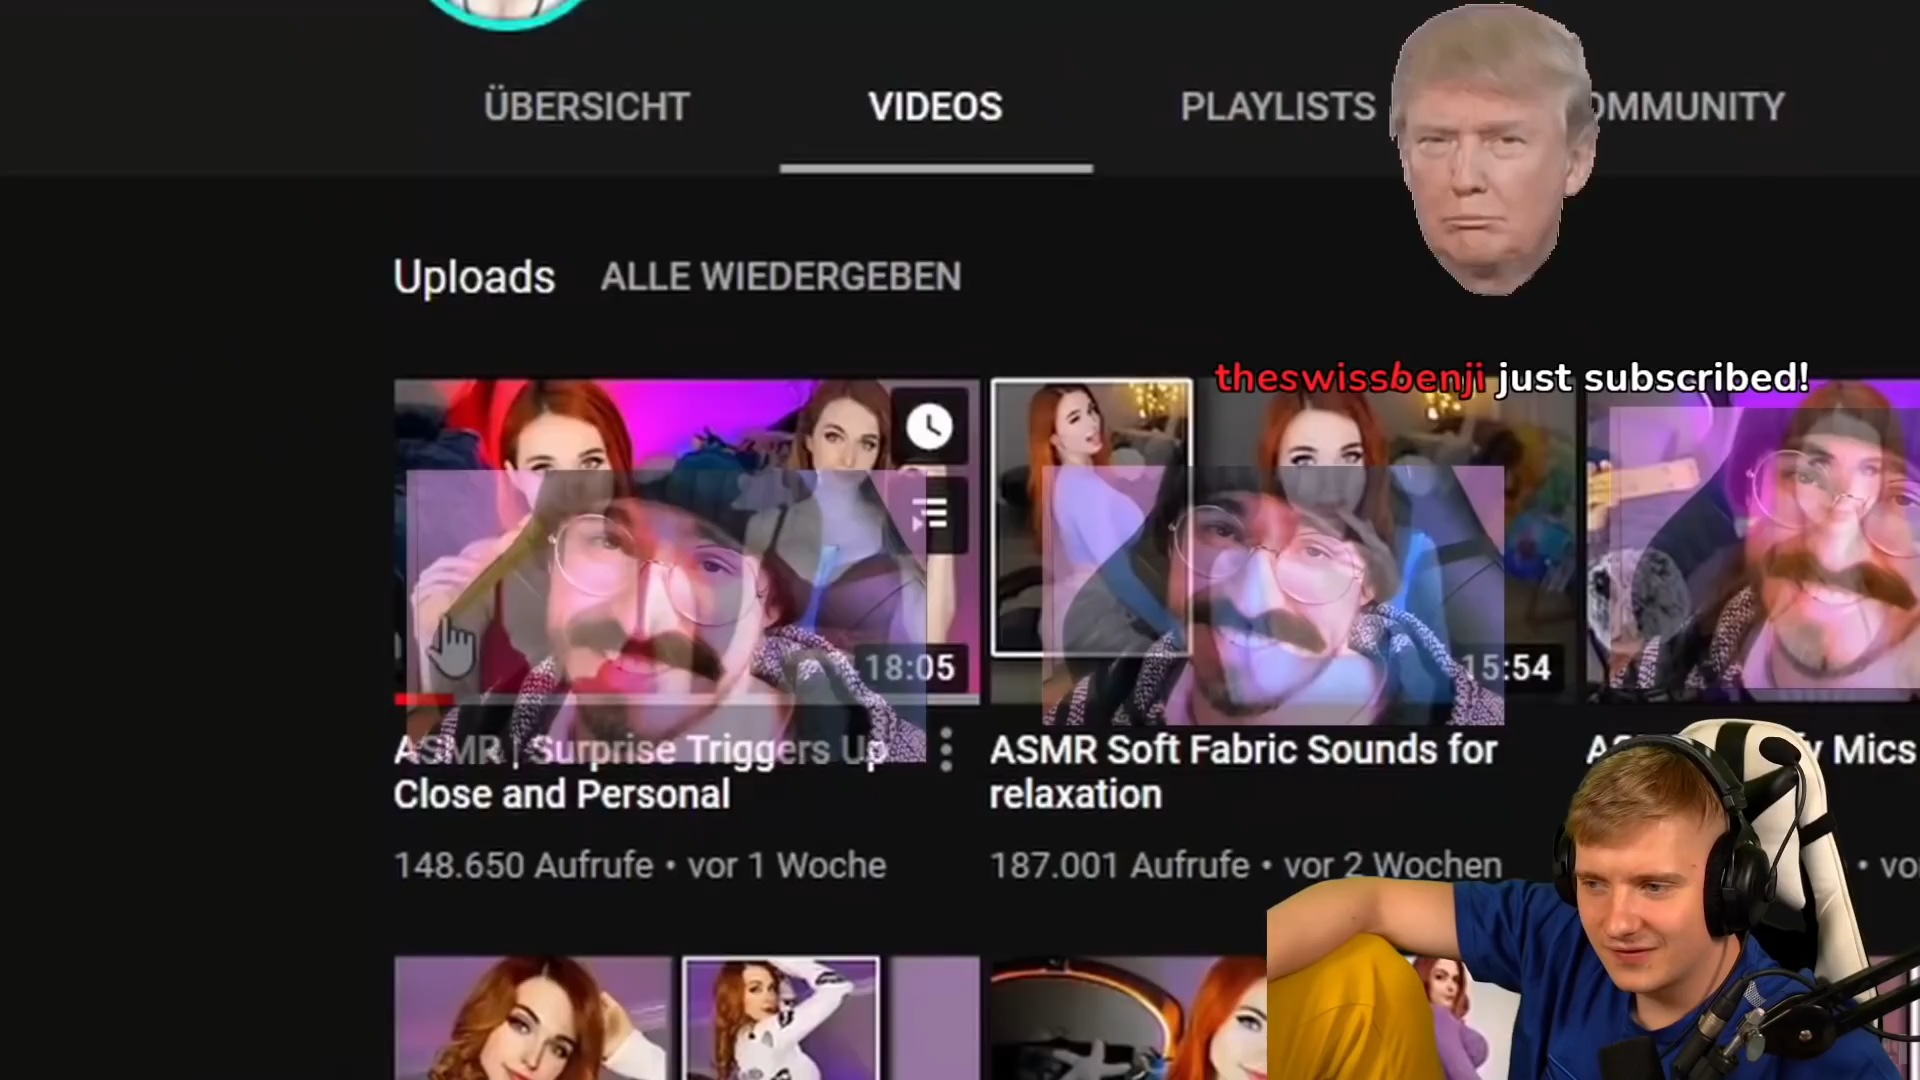 ÜBERSICHT
VIDEOS
PLAYLISTS
OMMUNITY
Uploads
ALLE WIEDERGEBEN
theswissbenji just subscribed!
18:05
15:54
ASMR | Surprise Triggers Up
Close and Personal
148.650 Aufrufe • vor 1 Woche
ASMR Soft Fabric Sounds for
relaxation
187.001 Aufrufe • vor 2 Wochen
Mics
• vo